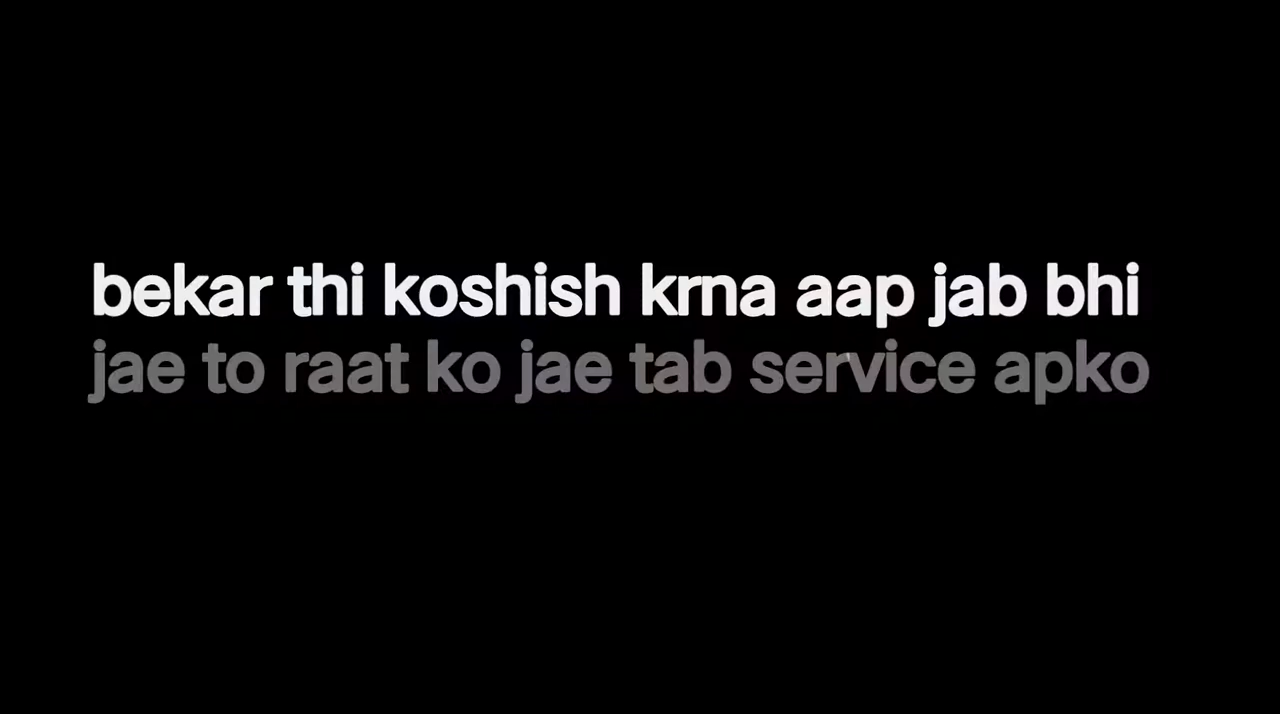 bekar thi koshish krna aap jab bhi
jae to raat ko jae tab service apko